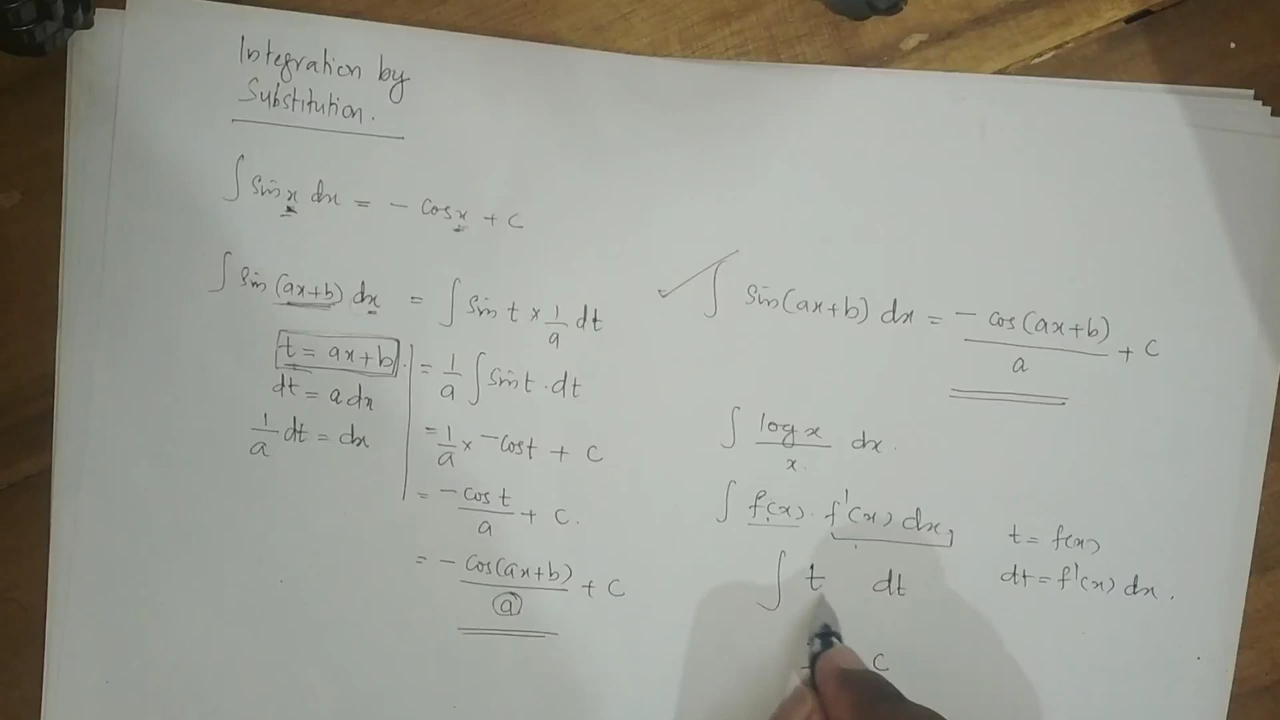 Integration by
Substitution.
∫ sin x dx = - cos x + c
∫ sin (ax+b) dx = ∫ sin t × 1/a dt
t = ax+b
= 1/a ∫ sin t . dt
dt = a dx
1/a dt = dx
= 1/a × -cos t + c
= -cos t/a + c.
= - cos(ax+b)/a + c
✓ ∫ sin(ax+b) dx = - cos(ax+b)/a + c
∫ log x/x dx.
∫ f(x) . f'(x) dx,
t = f(x)
∫ t dt
dt = f'(x) dx.
c